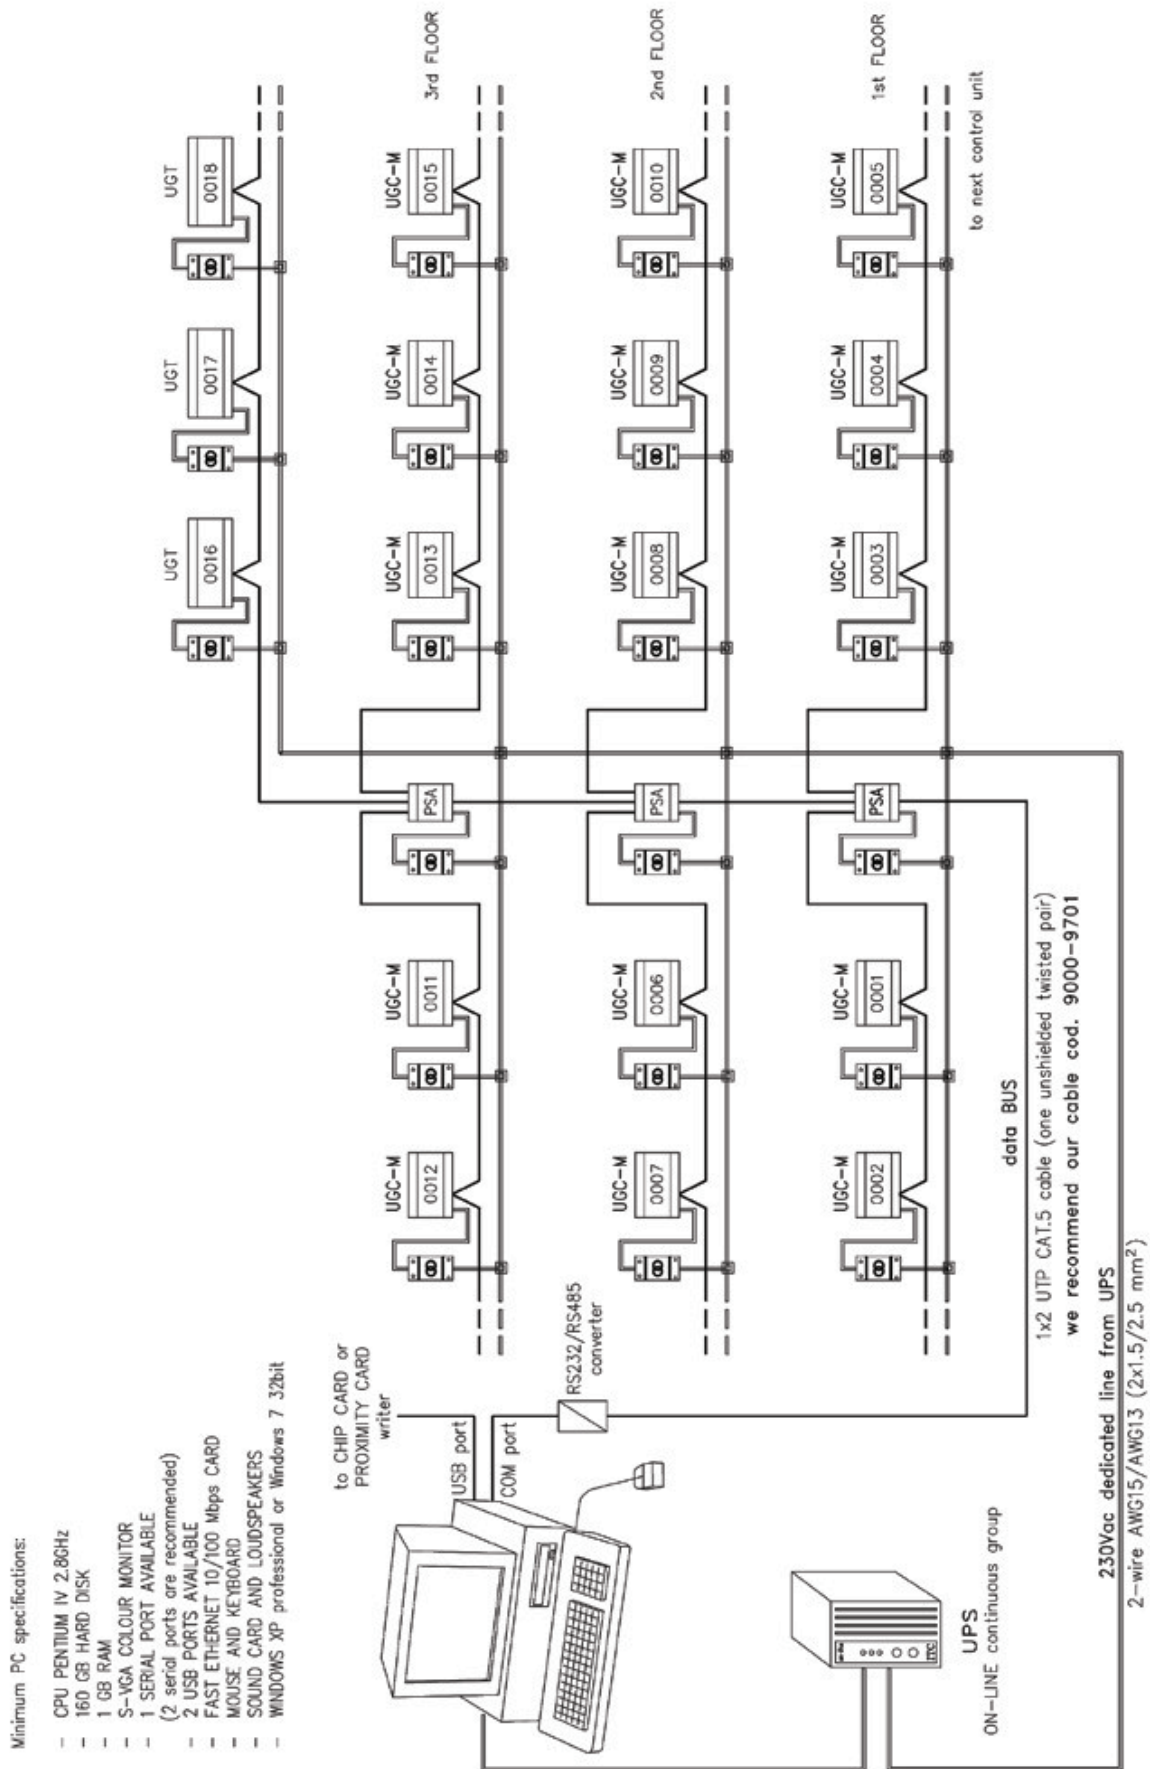 Minimum PC specifications:
- CPU PENTIUM IV 2.8GHz
- 160 GB HARD DISK
- 1 GB RAM
- S-VGA COLOUR MONITOR
- 1 SERIAL PORT AVAILABLE
(2 serial ports are recommended)
- 2 USB PORTS AVAILABLE
- FAST ETHERNET 10/100 Mbps CARD
- MOUSE AND KEYBOARD
- SOUND CARD AND LOUDSPEAKERS
- WINDOWS XP professional or Windows 7 32bit
UGT
0016
UGT
0017
UGT
0018
to CHIP CARD or
PROXIMITY CARD
writer
USB port
COM port
RS232/RS485
converter
UGC-M
0012
UGC-M
0011
PSA
UGC-M
0013
UGC-M
0014
UGC-M
0015
3rd FLOOR
UGC-M
0007
UGC-M
0006
PSA
UGC-M
0008
UGC-M
0009
UGC-M
0010
2nd FLOOR
UGC-M
0002
UGC-M
0001
PSA
UGC-M
0003
UGC-M
0004
UGC-M
0005
1st FLOOR
to next control unit
UPS
ON-LINE continuous group
data BUS
1x2 UTP CAT.5 cable (one unshielded twisted pair)
we recommend our cable cod. 9000-9701
230Vac dedicated line from UPS
2-wire AWG15/AWG13 (2x1.5/2.5 mm²)